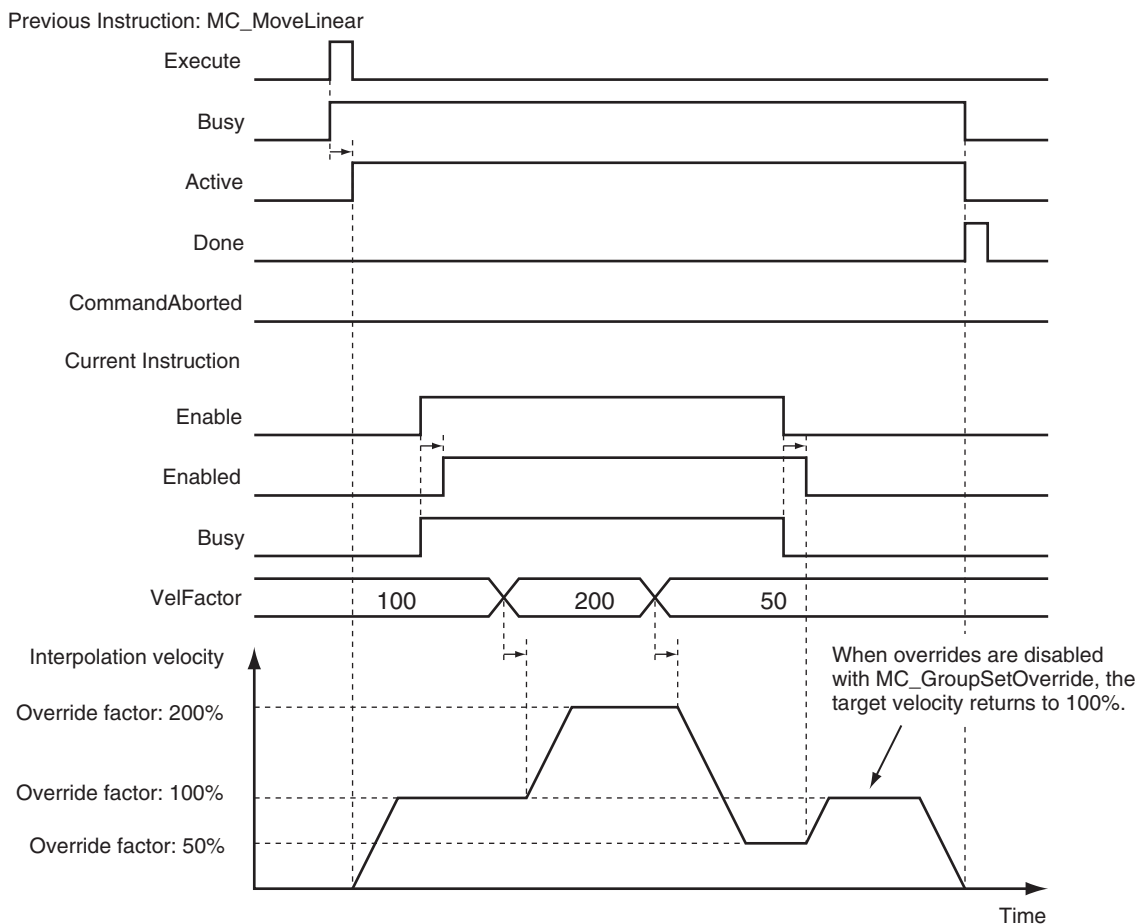 Previous Instruction: MC_MoveLinear
Execute
Busy
Active
Done
CommandAborted
Current Instruction
Enable
Enabled
Busy
VelFactor
100
200
50
Interpolation velocity
When overrides are disabled
with MC_GroupSetOverride, the
target velocity returns to 100%.
Override factor: 200%
Override factor: 100%
Override factor: 50%
Time